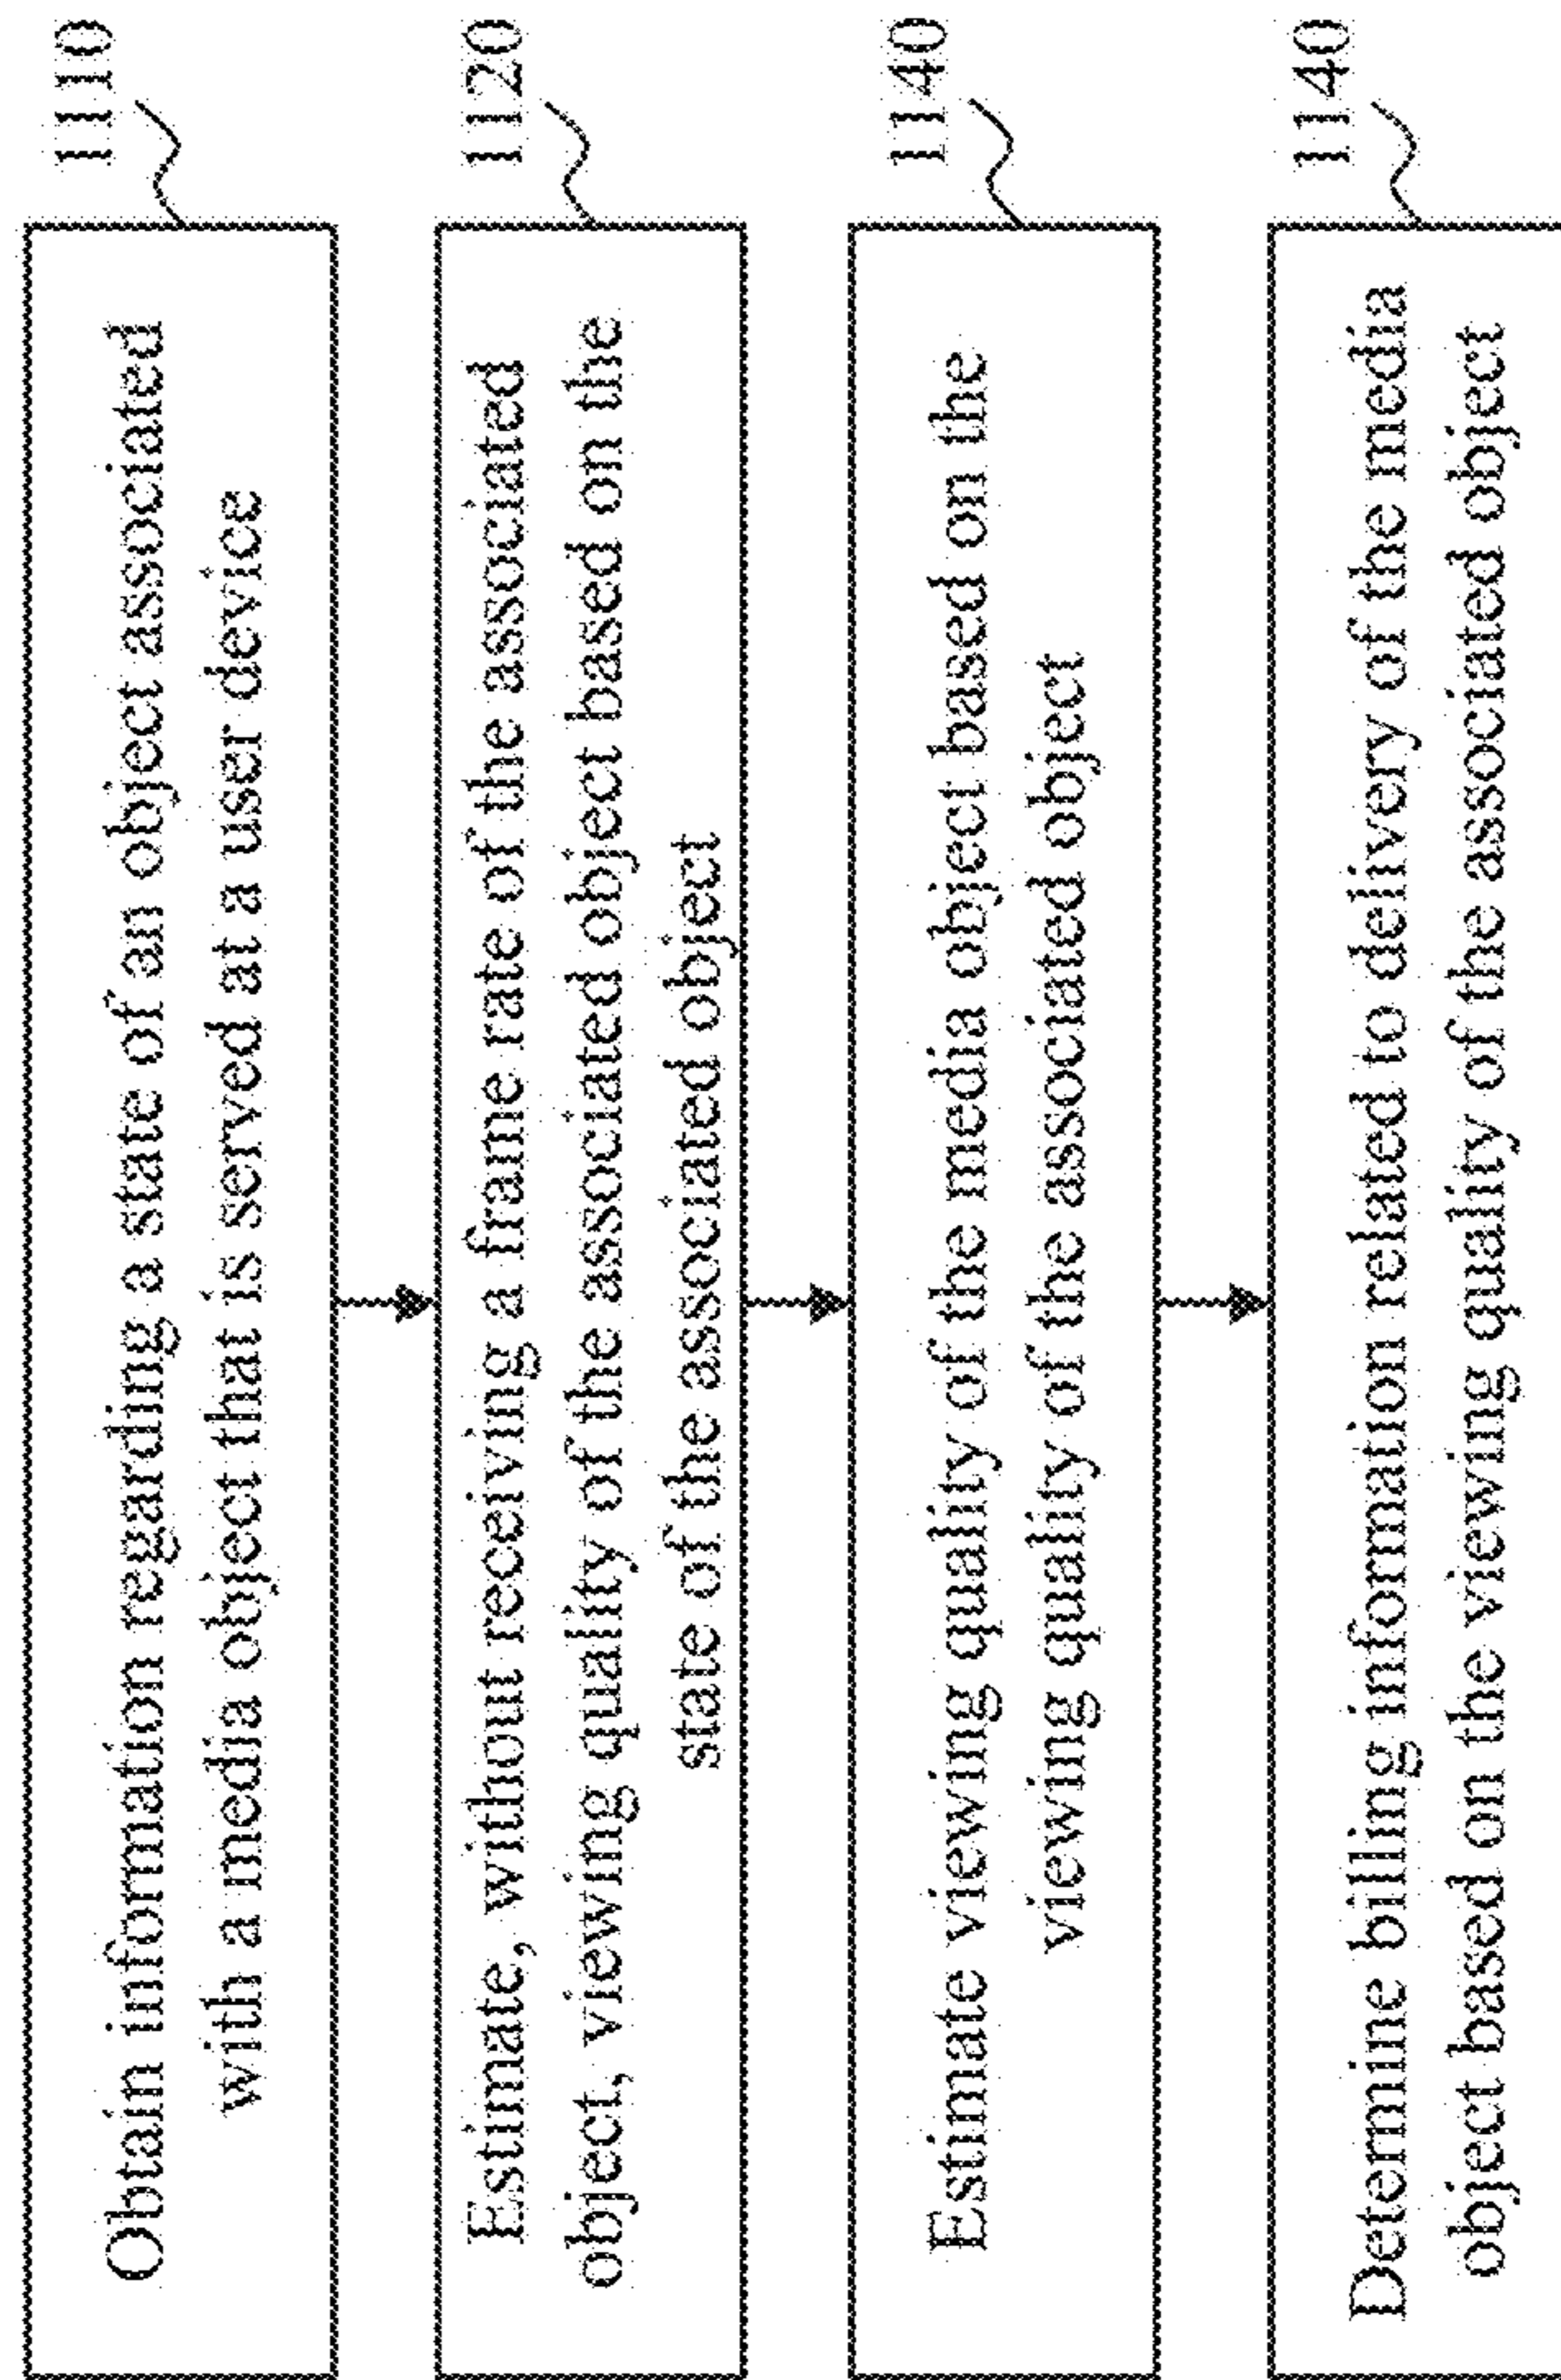 1110
Obtain information regarding a state of an object associated
with a media object that is served at a user device
1120
Estimate, without receiving a frame rate of the associated
object, viewing quality of the associated object based on the
state of the associated object
1140
Estimate viewing quality of the media object based on the
viewing quality of the associated object
1140
Determine billing information related to delivery of the media
object based on the viewing quality of the associated object